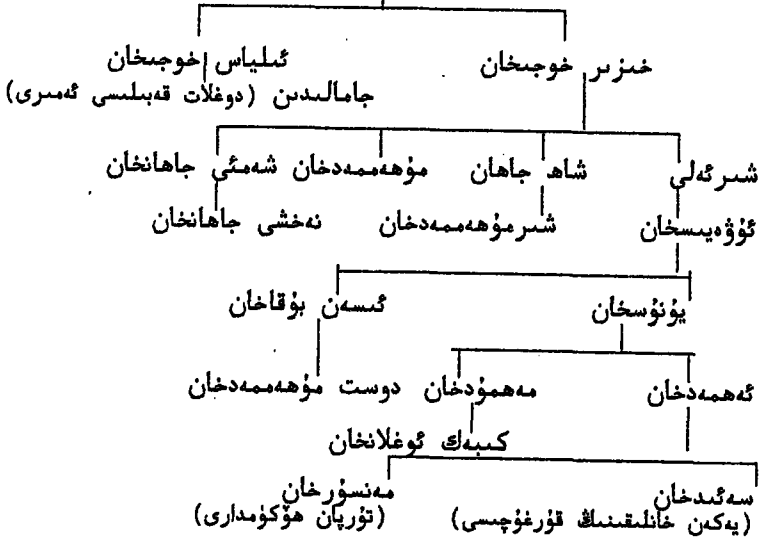 خىزىر خوجىخان ئىلياس خوجىخان
جامالىدىن (دوغلات قەبىلىسى ئەمىرى)
شىرئەلى شاھ جاھان مۇھەممەدخان شەمئى جاھانخان
ئۇۋەيىسخان شىرمۇھەممەدخان نەخشى جاھانخان
يۇنۇسخان ئىسەن بۇقاخان
ئەھمەدخان مەھمۇدخان دوست مۇھەممەدخان
كىبەك ئوغلانخان
سەئىدخان مەنسۇرخان
(يەكەن خانلىقىنىڭ قۇرغۇچىسى) (تۇرپان ھۆكۈمدارى)